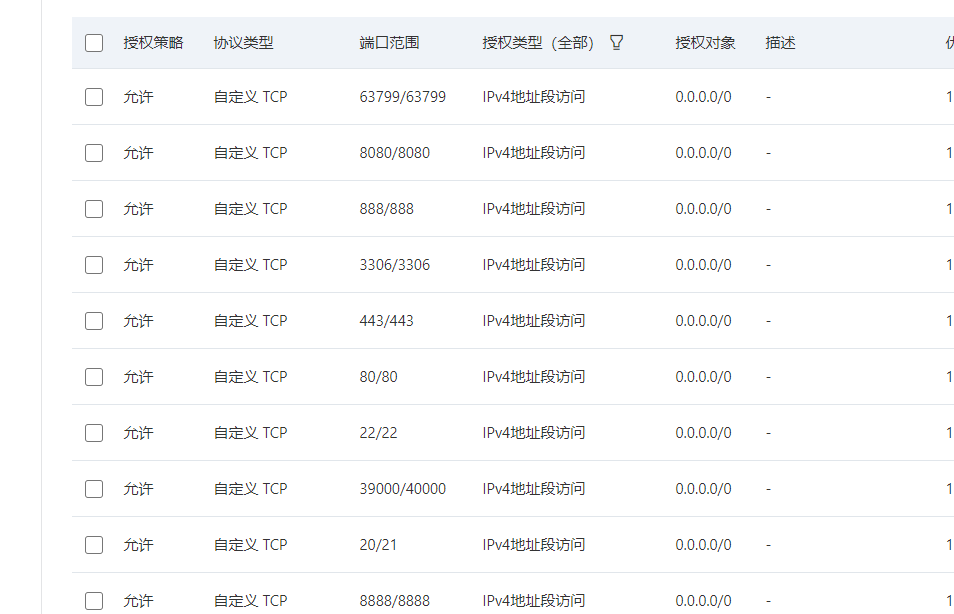 授权策略 协议类型 端口范围 授权类型（全部） 授权对象 描述
允许 自定义 TCP 63799/63799 IPv4地址段访问 0.0.0.0/0 - 1
允许 自定义 TCP 8080/8080 IPv4地址段访问 0.0.0.0/0 - 1
允许 自定义 TCP 888/888 IPv4地址段访问 0.0.0.0/0 - 1
允许 自定义 TCP 3306/3306 IPv4地址段访问 0.0.0.0/0 - 1
允许 自定义 TCP 443/443 IPv4地址段访问 0.0.0.0/0 - 1
允许 自定义 TCP 80/80 IPv4地址段访问 0.0.0.0/0 - 1
允许 自定义 TCP 22/22 IPv4地址段访问 0.0.0.0/0 - 1
允许 自定义 TCP 39000/40000 IPv4地址段访问 0.0.0.0/0 - 1
允许 自定义 TCP 20/21 IPv4地址段访问 0.0.0.0/0 - 1
允许 自定义 TCP 8888/8888 IPv4地址段访问 0.0.0.0/0 - 1